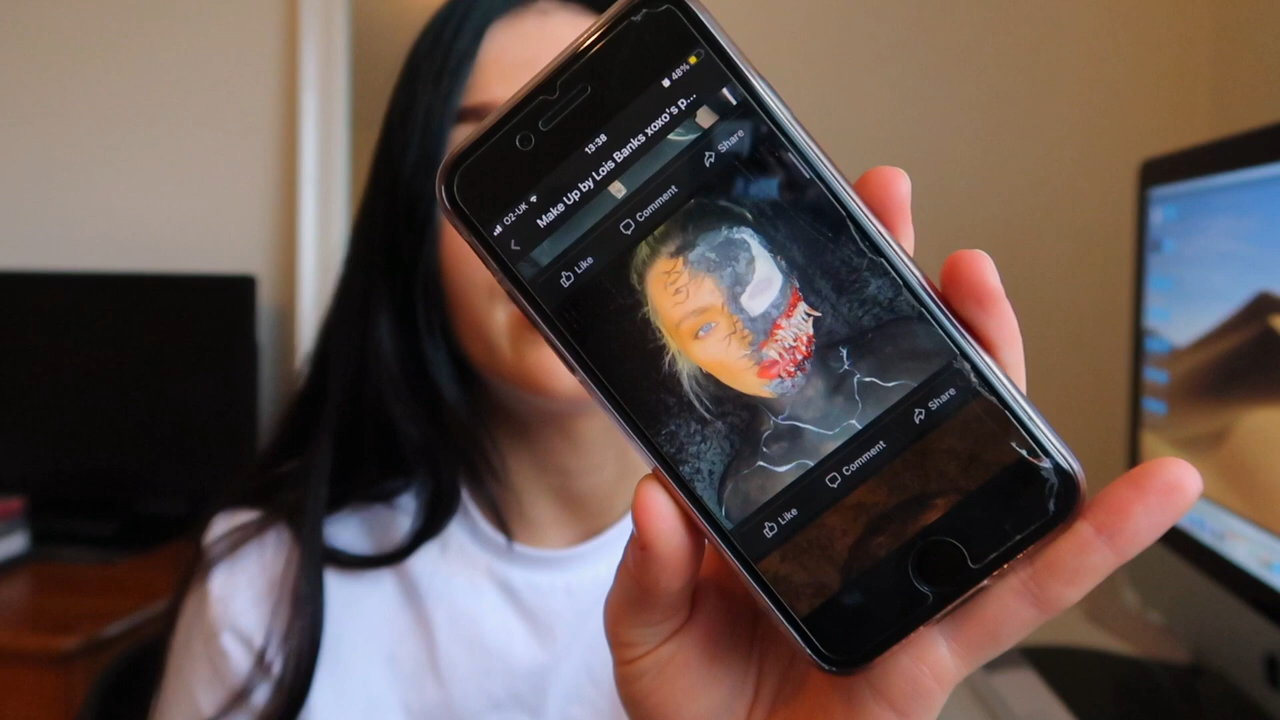 O2-UK 13:38 48%
Make Up by Lois Banks xoxo's p...
Like Comment Share
Like Comment Share